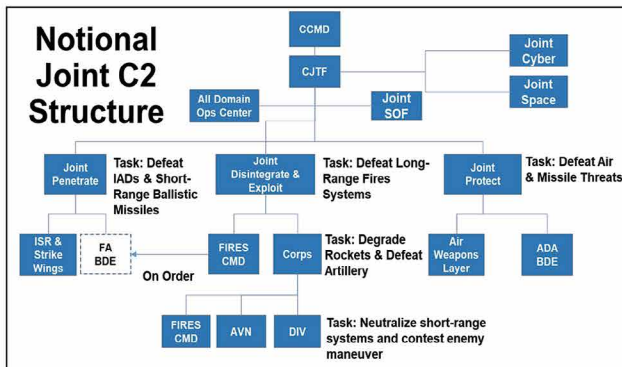 Notional
Joint C2
Structure
CCMD
CJTF
Joint
Cyber
Joint
Space
All Domain
Ops Center
Joint
SOF
Joint
Penetrate
Task: Defeat
IADs & Short-
Range Ballistic
Missiles
Joint
Disintegrate &
Exploit
Task: Defeat Long-
Range Fires
Systems
Joint
Protect
Task: Defeat Air
& Missile Threats
ISR &
Strike
Wings
FA
BDE
On Order
FIRES
CMD
Corps
Task: Degrade
Rockets & Defeat
Artillery
Air
Weapons
Layer
ADA
BDE
FIRES
CMD
AVN
DIV
Task: Neutralize short-range
systems and contest enemy
maneuver